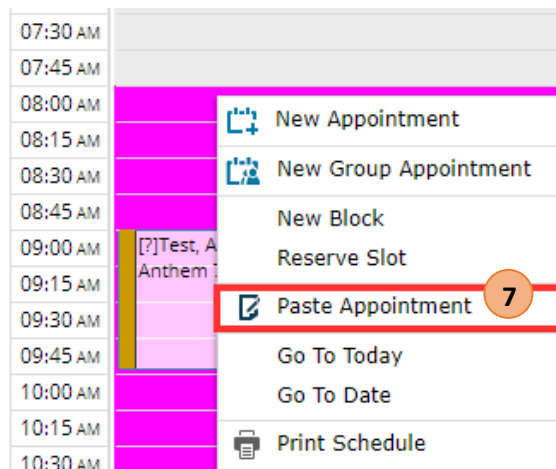 07:30 AM
07:45 AM
08:00 AM
08:15 AM
08:30 AM
08:45 AM
09:00 AM
09:15 AM
09:30 AM
09:45 AM
10:00 AM
10:15 AM
10:30 AM
[?]Test, A
Anthem
New Appointment
New Group Appointment
New Block
Reserve Slot
Paste Appointment
7
Go To Today
Go To Date
Print Schedule